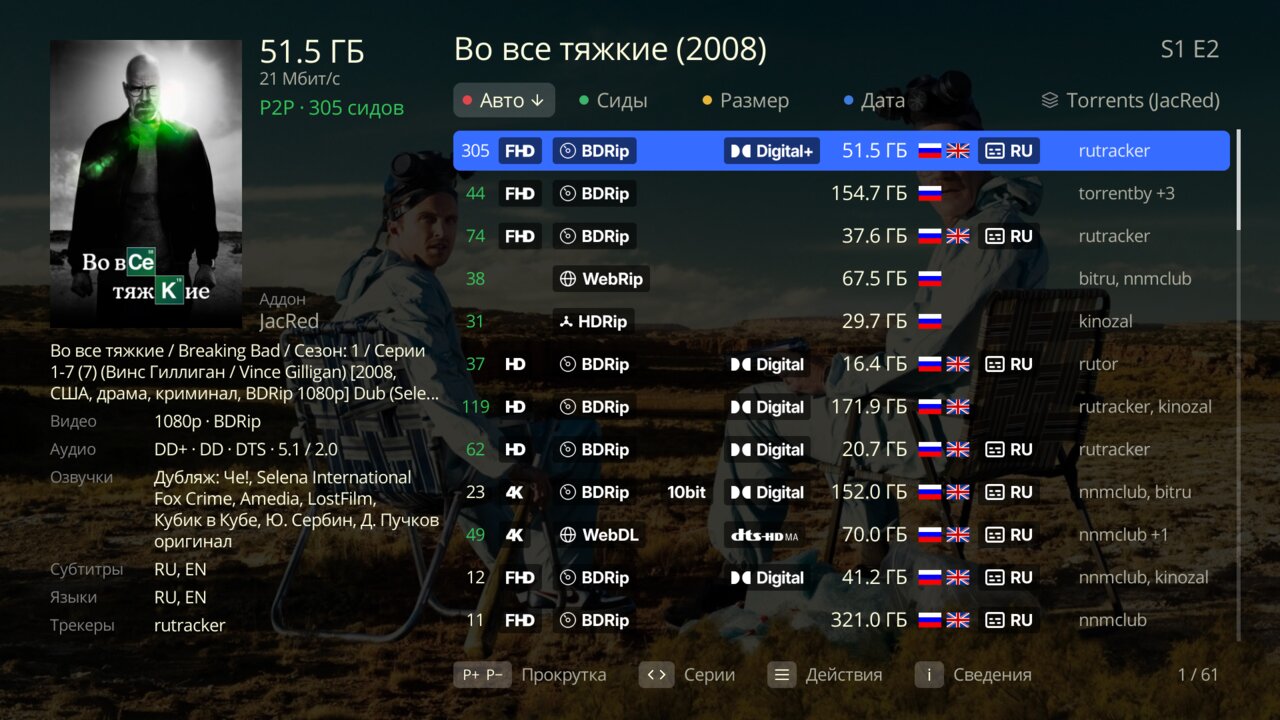 51.5 ГБ
21 Мбит/с
P2P · 305 сидов
Во вСе
тяжКие
Аддон
JacRed
Во все тяжкие / Breaking Bad / Сезон: 1 / Серии
1-7 (7) (Винс Гиллиган / Vince Gilligan) [2008,
США, драма, криминал, BDRip 1080p] Dub (Sele...
Видео 1080p · BDRip
Аудио DD+ · DD · DTS · 5.1 / 2.0
Озвучки Дубляж: Че!, Selena International
Fox Crime, Amedia, LostFilm,
Кубик в Кубе, Ю. Сербин, Д. Пучков
оригинал
Субтитры RU, EN
Языки RU, EN
Трекеры rutracker
Во все тяжкие (2008) S1 E2
Авто ↓ Сиды Размер Дата Torrents (JacRed)
305 FHD BDRip Digital+ 51.5 ГБ RU rutracker
44 FHD BDRip 154.7 ГБ torrentby +3
74 FHD BDRip 37.6 ГБ RU rutracker
38 WebRip 67.5 ГБ bitru, nnmclub
31 HDRip 29.7 ГБ kinozal
37 HD BDRip Digital 16.4 ГБ RU rutor
119 HD BDRip Digital 171.9 ГБ rutracker, kinozal
62 HD BDRip Digital 20.7 ГБ RU rutracker
23 4K BDRip 10bit Digital 152.0 ГБ RU nnmclub, bitru
49 4K WebDL dts-HD MA 70.0 ГБ RU nnmclub +1
12 FHD BDRip Digital 41.2 ГБ RU nnmclub, kinozal
11 FHD BDRip 321.0 ГБ RU nnmclub
P+ P− Прокрутка <> Серии Действия i Сведения 1 / 61